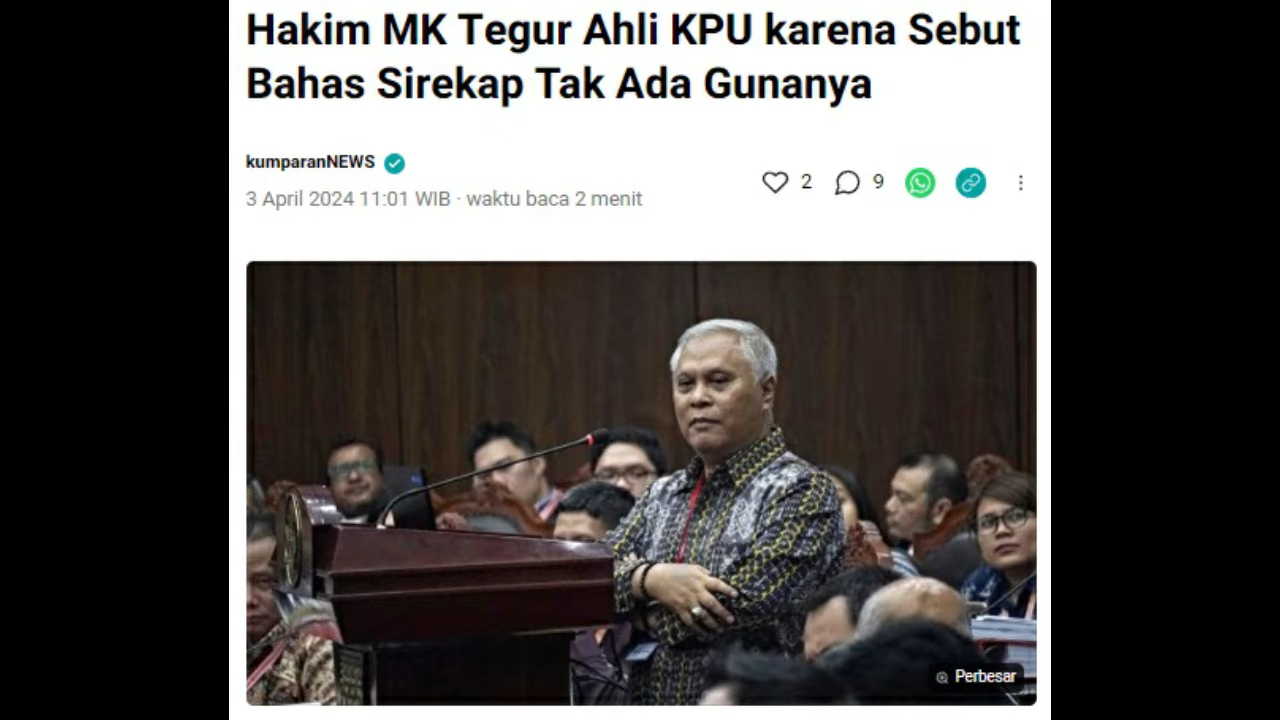 Hakim MK Tegur Ahli KPU karena Sebut
Bahas Sirekap Tak Ada Gunanya
kumparanNEWS
2 9
3 April 2024 11:01 WIB · waktu baca 2 menit
Perbesar